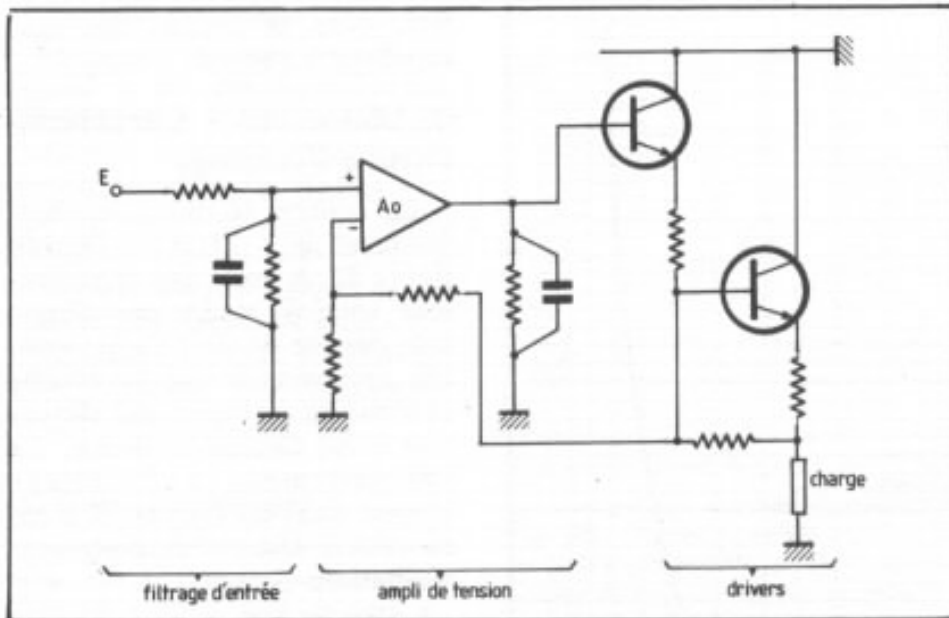 E
+
Ao
−
charge
filtrage d'entrée
ampli de tension
drivers